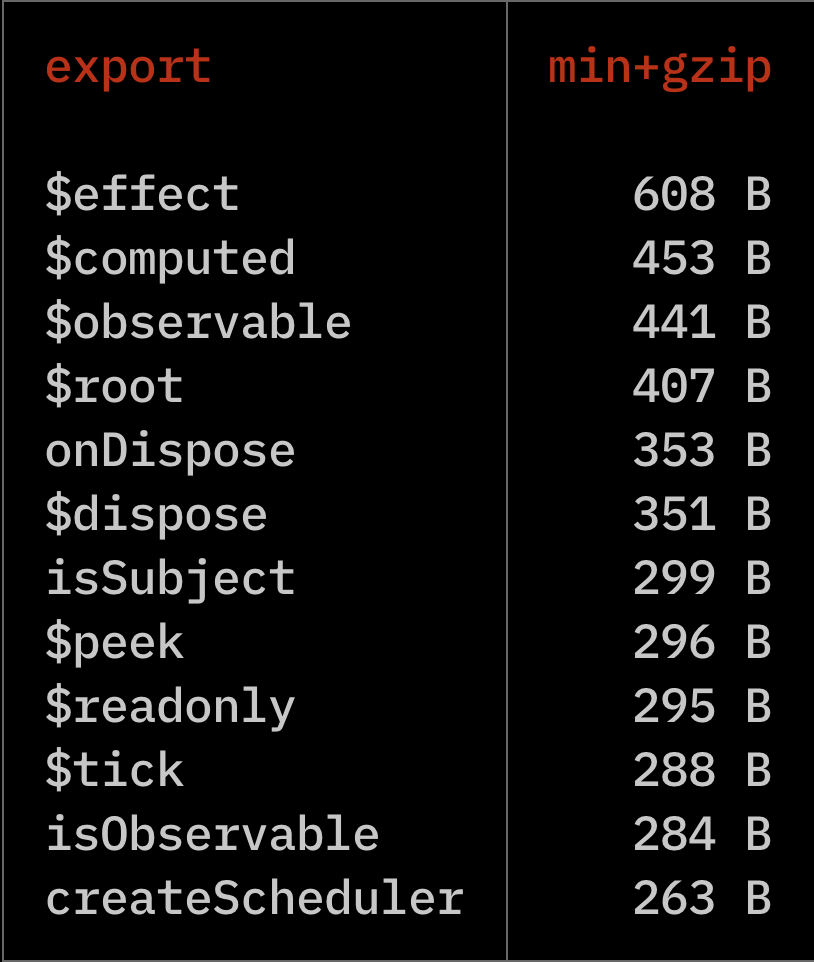 export min+gzip
$effect 608 B
$computed 453 B
$observable 441 B
$root 407 B
onDispose 353 B
$dispose 351 B
isSubject 299 B
$peek 296 B
$readonly 295 B
$tick 288 B
isObservable 284 B
createScheduler 263 B